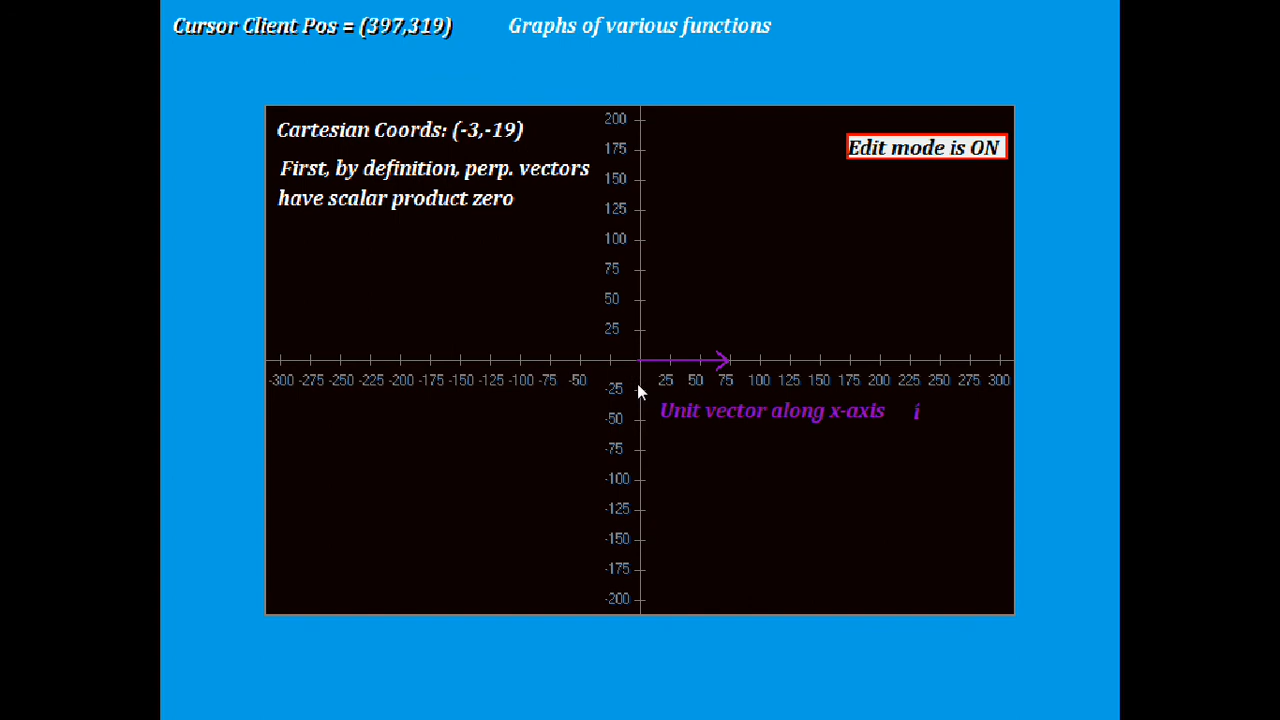 Cursor Client Pos = (397,319) Graphs of various functions
Cartesian Coords: (-3,-19)
Edit mode is ON
First, by definition, perp. vectors
have scalar product zero
200
175
150
125
100
75
50
25
-300 -275 -250 -225 -200 -175 -150 -125 -100 -75 -50 25 50 75 100 125 150 175 200 225 250 275 300
-25
Unit vector along x-axis i
-50
-75
-100
-125
-150
-175
-200